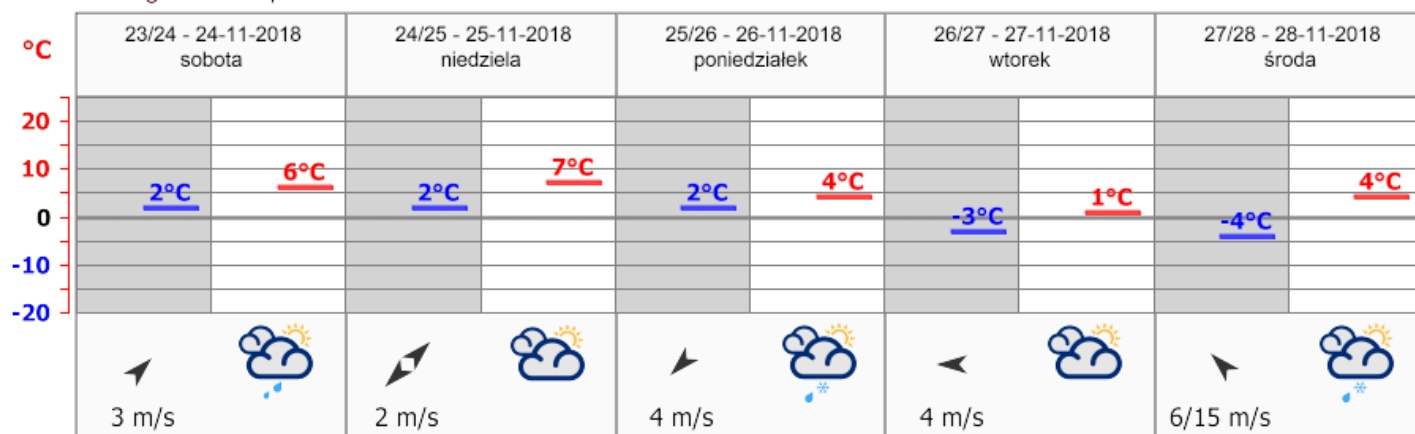 °C
23/24 - 24-11-2018
sobota
24/25 - 25-11-2018
niedziela
25/26 - 26-11-2018
poniedziałek
26/27 - 27-11-2018
wtorek
27/28 - 28-11-2018
środa
20
10
0
-10
-20
2°C
6°C
2°C
7°C
2°C
4°C
-3°C
1°C
-4°C
4°C
3 m/s
2 m/s
4 m/s
4 m/s
6/15 m/s